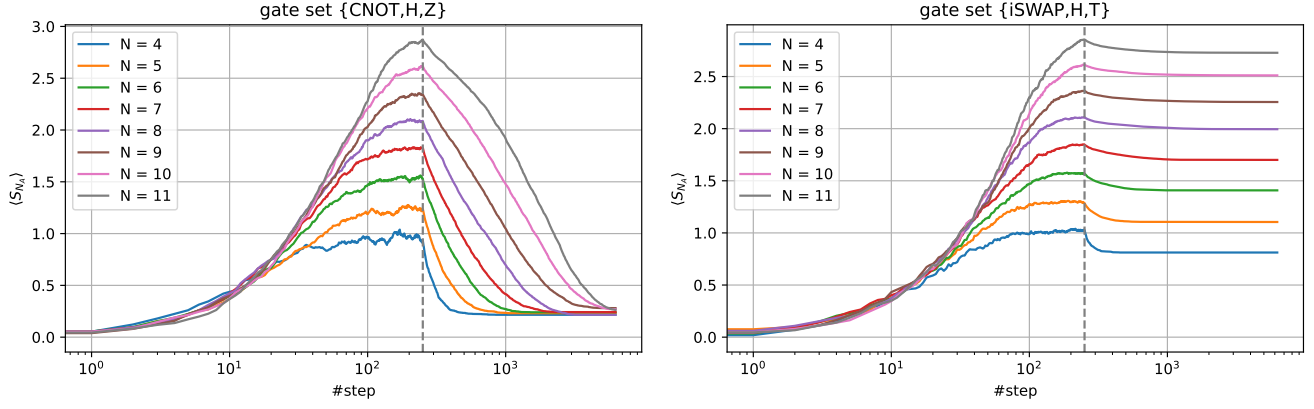 gate set {CNOT,H,Z}
3.0
2.5
2.0
1.5
1.0
0.5
0.0
⟨S_{N_A}⟩
N = 4
N = 5
N = 6
N = 7
N = 8
N = 9
N = 10
N = 11
10^0
10^1
10^2
10^3
#step
gate set {iSWAP,H,T}
2.5
2.0
1.5
1.0
0.5
0.0
⟨S_{N_A}⟩
N = 4
N = 5
N = 6
N = 7
N = 8
N = 9
N = 10
N = 11
10^0
10^1
10^2
10^3
#step